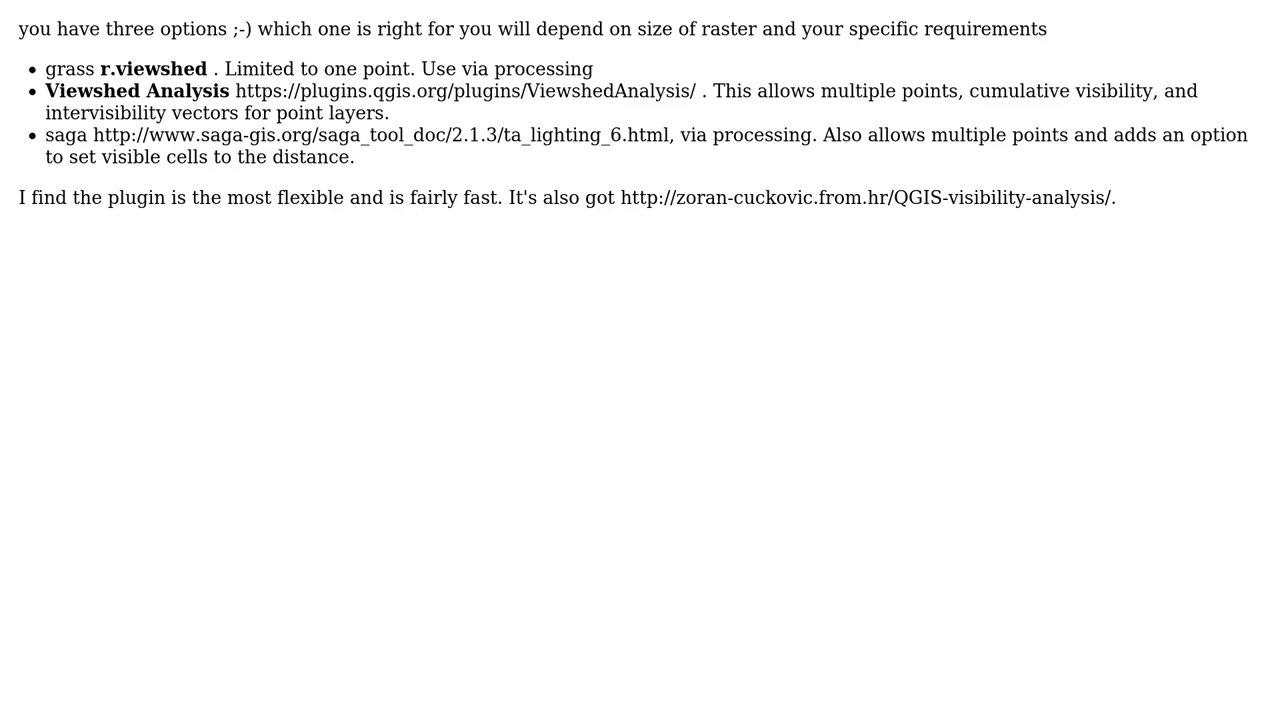 you have three options ;-) which one is right for you will depend on size of raster and your specific requirements
• grass r.viewshed . Limited to one point. Use via processing
• Viewshed Analysis https://plugins.qgis.org/plugins/ViewshedAnalysis/ . This allows multiple points, cumulative visibility, and
intervisibility vectors for point layers.
• saga http://www.saga-gis.org/saga_tool_doc/2.1.3/ta_lighting_6.html, via processing. Also allows multiple points and adds an option
to set visible cells to the distance.
I find the plugin is the most flexible and is fairly fast. It's also got http://zoran-cuckovic.from.hr/QGIS-visibility-analysis/.